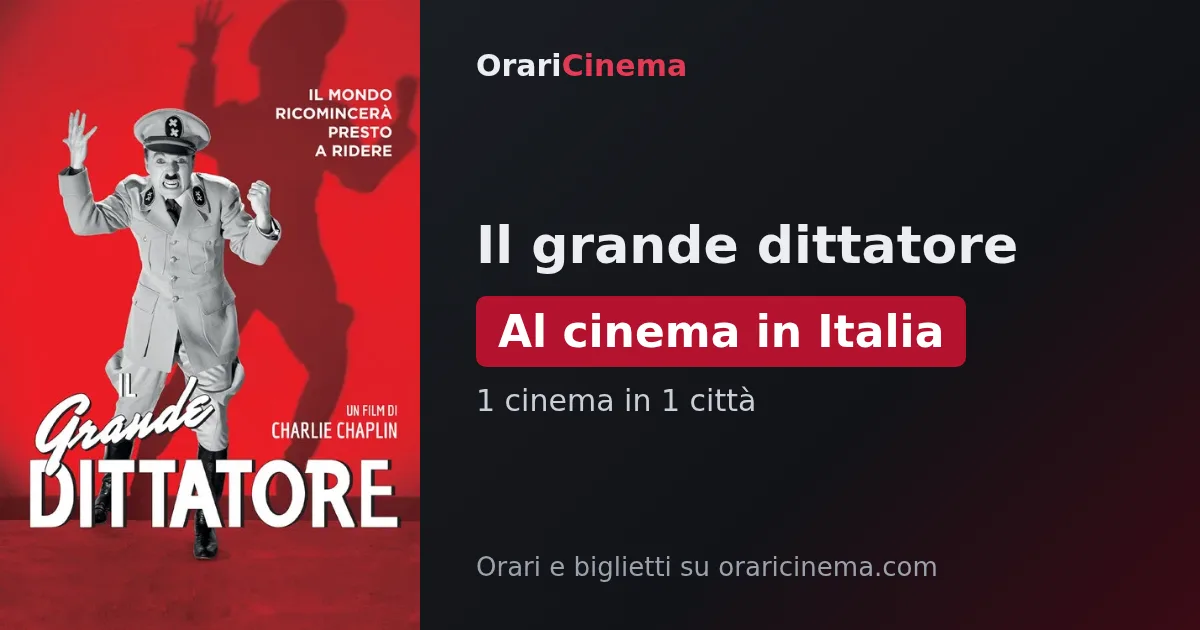 IL MONDO
RICOMINCERÀ
PRESTO
A RIDERE
IL
Grande
DITTATORE
UN FILM DI
CHARLIE CHAPLIN
OrariCinema
Il grande dittatore
Al cinema in Italia
1 cinema in 1 città
Orari e biglietti su oraricinema.com